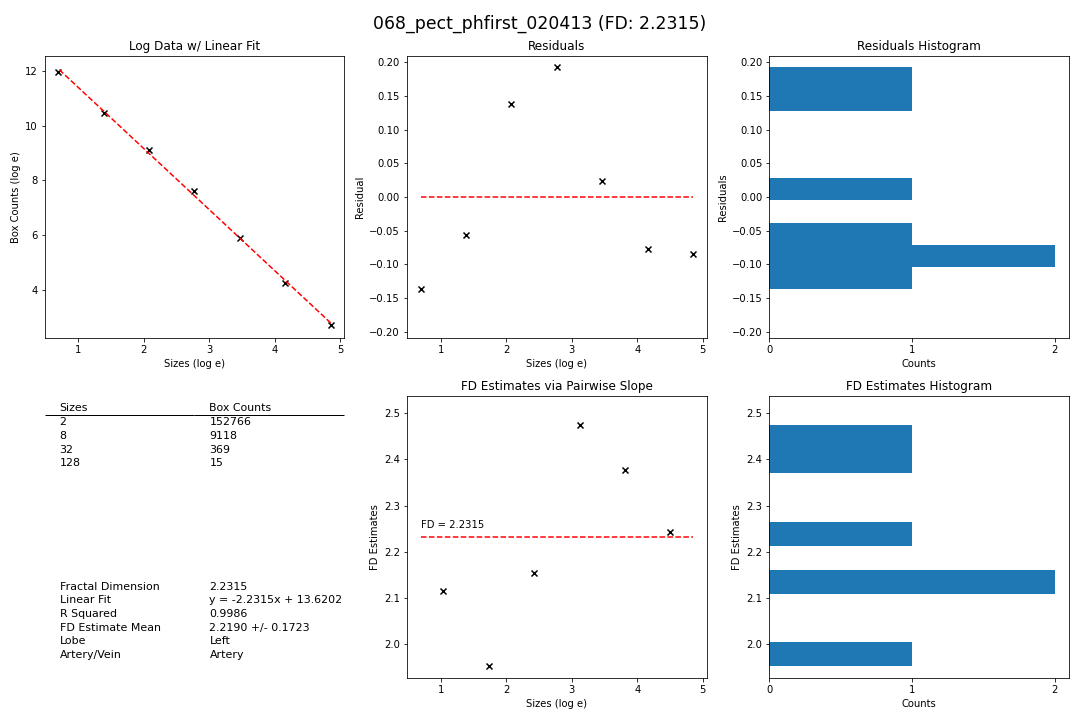 068_pect_phfirst_020413 (FD: 2.2315)
Log Data w/ Linear Fit
Box Counts (log e)
12
10
8
6
4
1 2 3 4 5
Sizes (log e)
Residuals
Residual
0.20
0.15
0.10
0.05
0.00
−0.05
−0.10
−0.15
−0.20
1 2 3 4 5
Sizes (log e)
Residuals Histogram
Residuals
0.20
0.15
0.10
0.05
0.00
−0.05
−0.10
−0.15
−0.20
0 1 2
Counts
Sizes Box Counts
2 152766
8 9118
32 369
128 15
Fractal Dimension 2.2315
Linear Fit y = -2.2315x + 13.6202
R Squared 0.9986
FD Estimate Mean 2.2190 +/- 0.1723
Lobe Left
Artery/Vein Artery
FD Estimates via Pairwise Slope
FD Estimates
2.5
2.4
2.3
2.2
2.1
2.0
FD = 2.2315
1 2 3 4 5
Sizes (log e)
FD Estimates Histogram
FD Estimates
2.5
2.4
2.3
2.2
2.1
2.0
0 1 2
Counts